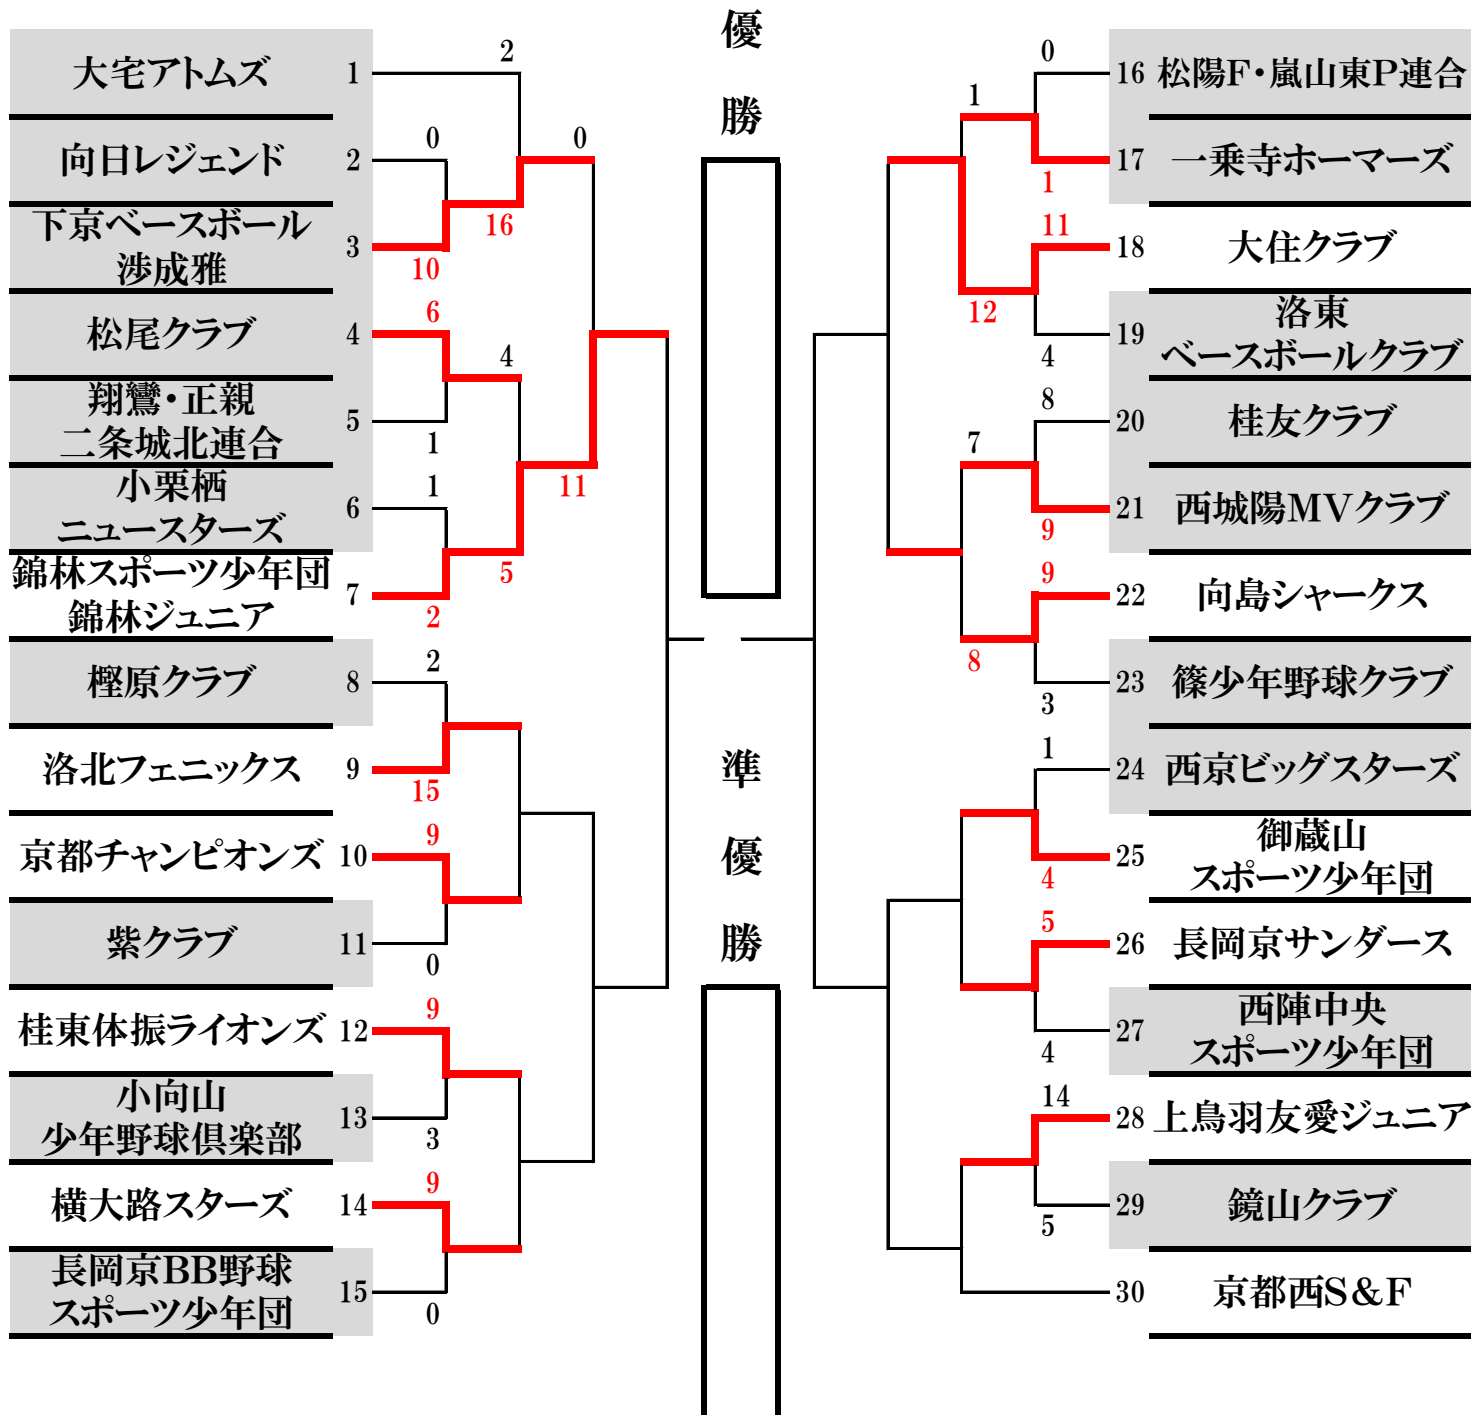 優
勝
準
優
勝
大宅アトムズ 1
2
向日レジェンド 2
0
下京ベースボール
渉成雅
3
10
16
0
松尾クラブ 4
6
4
翔鸞・正親
二条城北連合
5
1
小栗栖
ニュースターズ
6
1
11
錦林スポーツ少年団
錦林ジュニア
7
2
5
樫原クラブ 8
2
洛北フェニックス 9
15
京都チャンピオンズ 10
9
紫クラブ 11
0
桂東体振ライオンズ 12
9
小向山
少年野球倶楽部
13
3
横大路スターズ 14
9
長岡京BB野球
スポーツ少年団
15
0
0
16 松陽F・嵐山東P連合
1
17 一乗寺ホーマーズ
1
11
18 大住クラブ
12
19
洛東
ベースボールクラブ
4
8
20 桂友クラブ
7
21 西城陽MVクラブ
9
9
22 向島シャークス
8
23 篠少年野球クラブ
3
1
24 西京ビッグスターズ
25
御蔵山
スポーツ少年団
4
5
26 長岡京サンダース
27
西陣中央
スポーツ少年団
4
14
28 上鳥羽友愛ジュニア
29 鏡山クラブ
5
30 京都西S&F